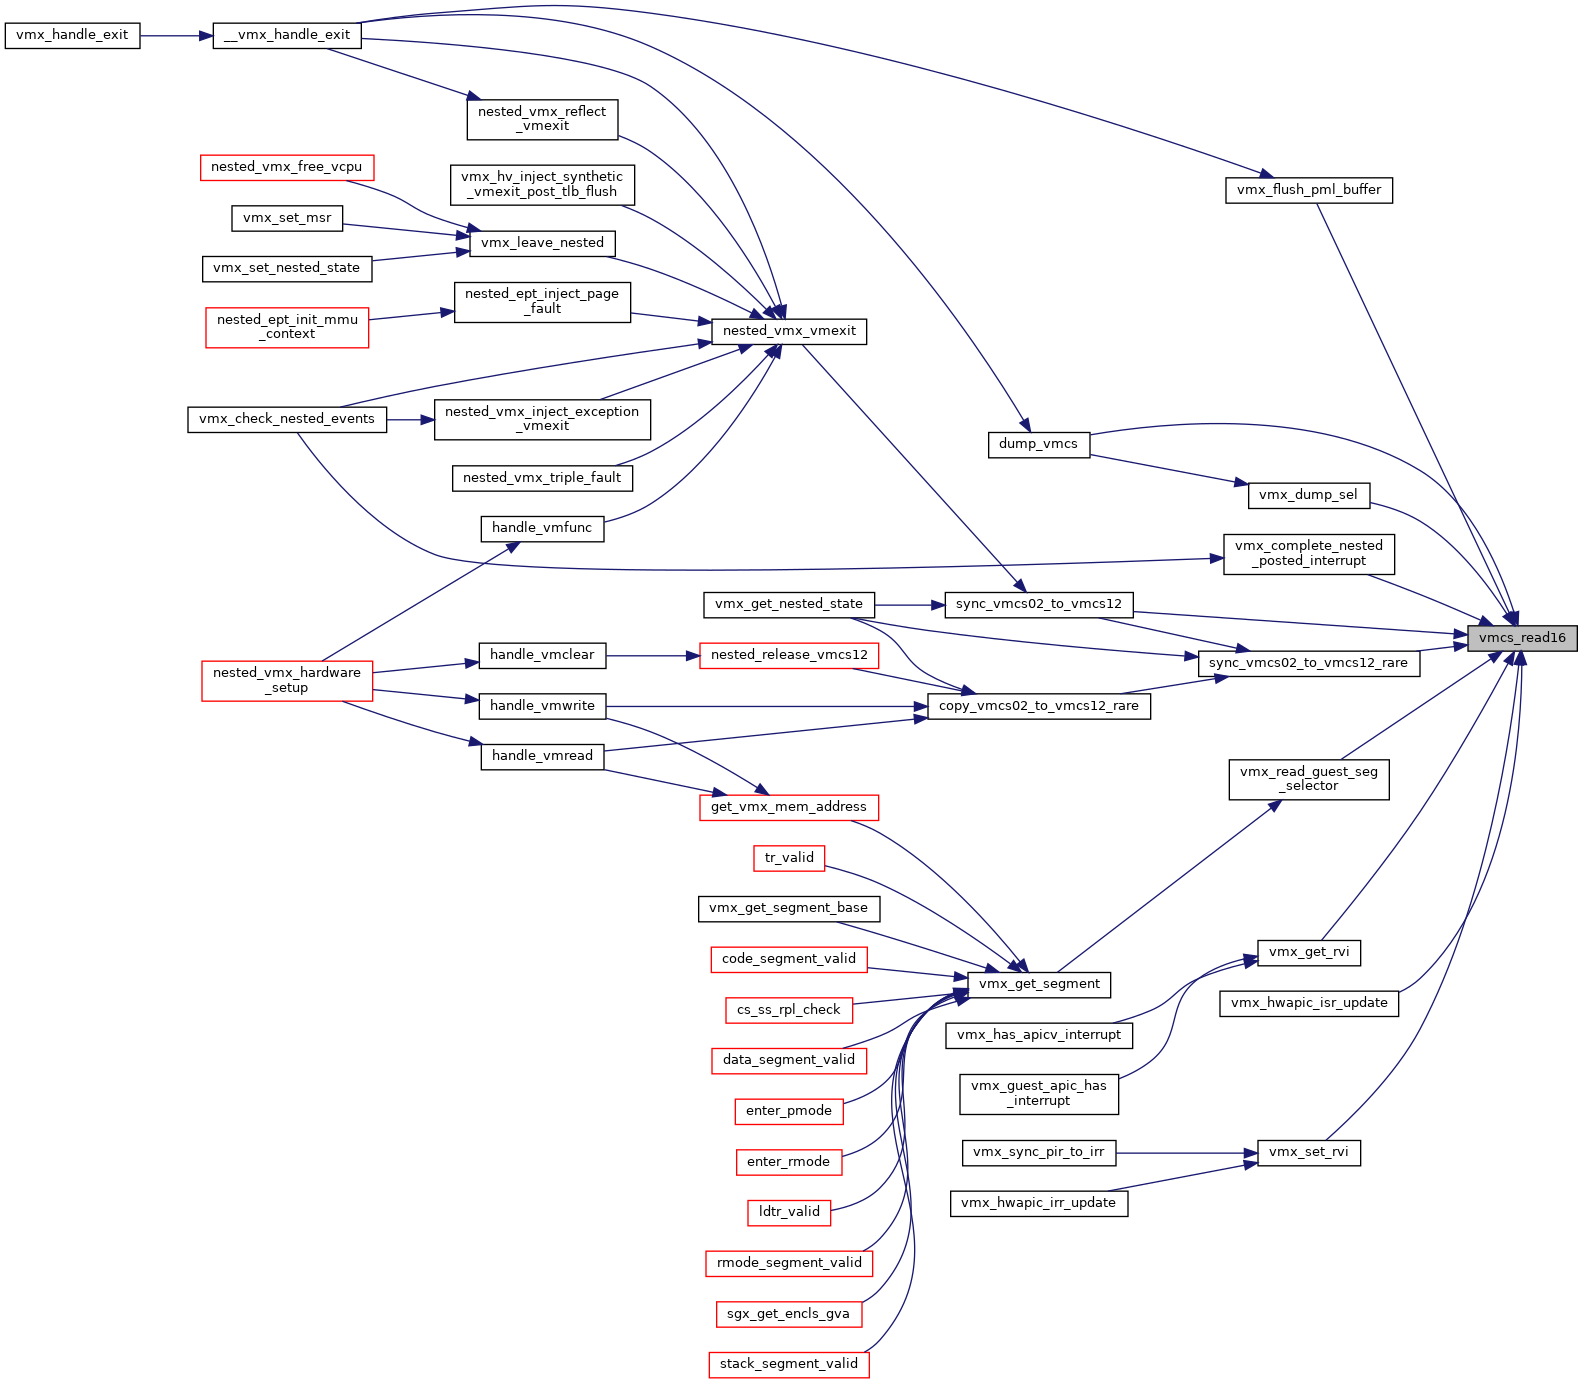 vmx_handle_exit
__vmx_handle_exit
nested_vmx_reflect
_vmexit
nested_vmx_free_vcpu
vmx_hv_inject_synthetic
_vmexit_post_tlb_flush
vmx_flush_pml_buffer
vmx_set_msr
vmx_leave_nested
vmx_set_nested_state
nested_ept_inject_page
_fault
nested_ept_init_mmu
_context
nested_vmx_vmexit
vmx_check_nested_events
nested_vmx_inject_exception
_vmexit
dump_vmcs
nested_vmx_triple_fault
vmx_dump_sel
handle_vmfunc
vmx_complete_nested
_posted_interrupt
vmx_get_nested_state
sync_vmcs02_to_vmcs12
vmcs_read16
handle_vmclear
nested_release_vmcs12
sync_vmcs02_to_vmcs12_rare
nested_vmx_hardware
_setup
handle_vmwrite
copy_vmcs02_to_vmcs12_rare
handle_vmread
vmx_read_guest_seg
_selector
get_vmx_mem_address
tr_valid
vmx_get_segment_base
code_segment_valid
vmx_get_rvi
vmx_get_segment
cs_ss_rpl_check
vmx_hwapic_isr_update
vmx_has_apicv_interrupt
data_segment_valid
vmx_guest_apic_has
_interrupt
enter_pmode
enter_rmode
vmx_sync_pir_to_irr
vmx_set_rvi
ldtr_valid
vmx_hwapic_irr_update
rmode_segment_valid
sgx_get_encls_gva
stack_segment_valid